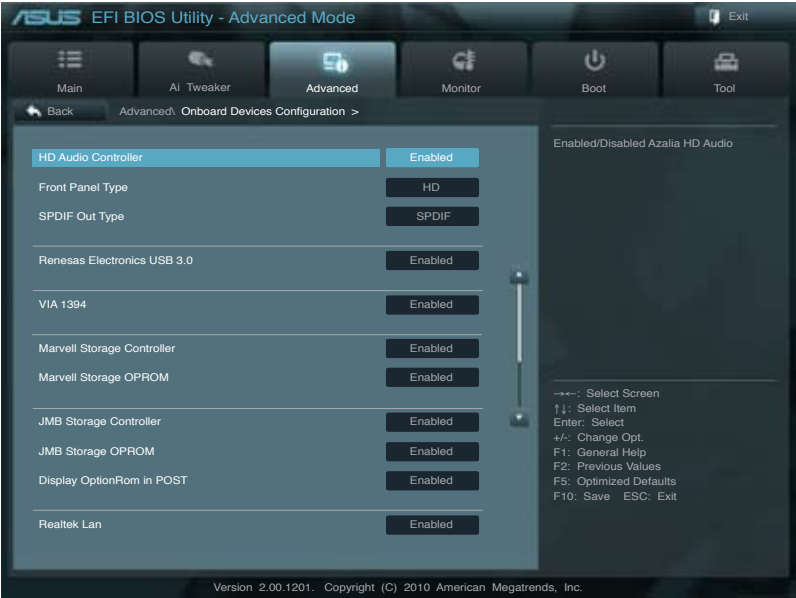 ASUS EFI BIOS Utility - Advanced Mode
Exit
Main
Ai Tweaker
Advanced
Monitor
Boot
Tool
Back
Advanced\ Onboard Devices Configuration >
HD Audio Controller Enabled
Front Panel Type HD
SPDIF Out Type SPDIF
Renesas Electronics USB 3.0 Enabled
VIA 1394 Enabled
Marvell Storage Controller Enabled
Marvell Storage OPROM Enabled
JMB Storage Controller Enabled
JMB Storage OPROM Enabled
Display OptionRom in POST Enabled
Realtek Lan Enabled
Enabled/Disabled Azalia HD Audio
→←: Select Screen
↑↓: Select Item
Enter: Select
+/-: Change Opt.
F1: General Help
F2: Previous Values
F5: Optimized Defaults
F10: Save ESC: Exit
Version 2.00.1201. Copyright (C) 2010 American Megatrends, Inc.